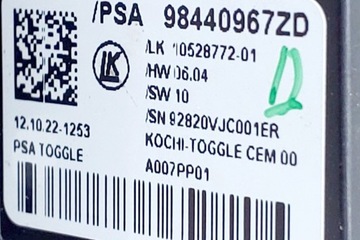 /PSA 98440967ZD
/LK 10528772-01
LK
/HW 06.04
D
/SW 10
/SN 92820VJC001ER
12.10.22-1253
KOCHI-TOGGLE CEM 00
PSA TOGGLE
A007PP01